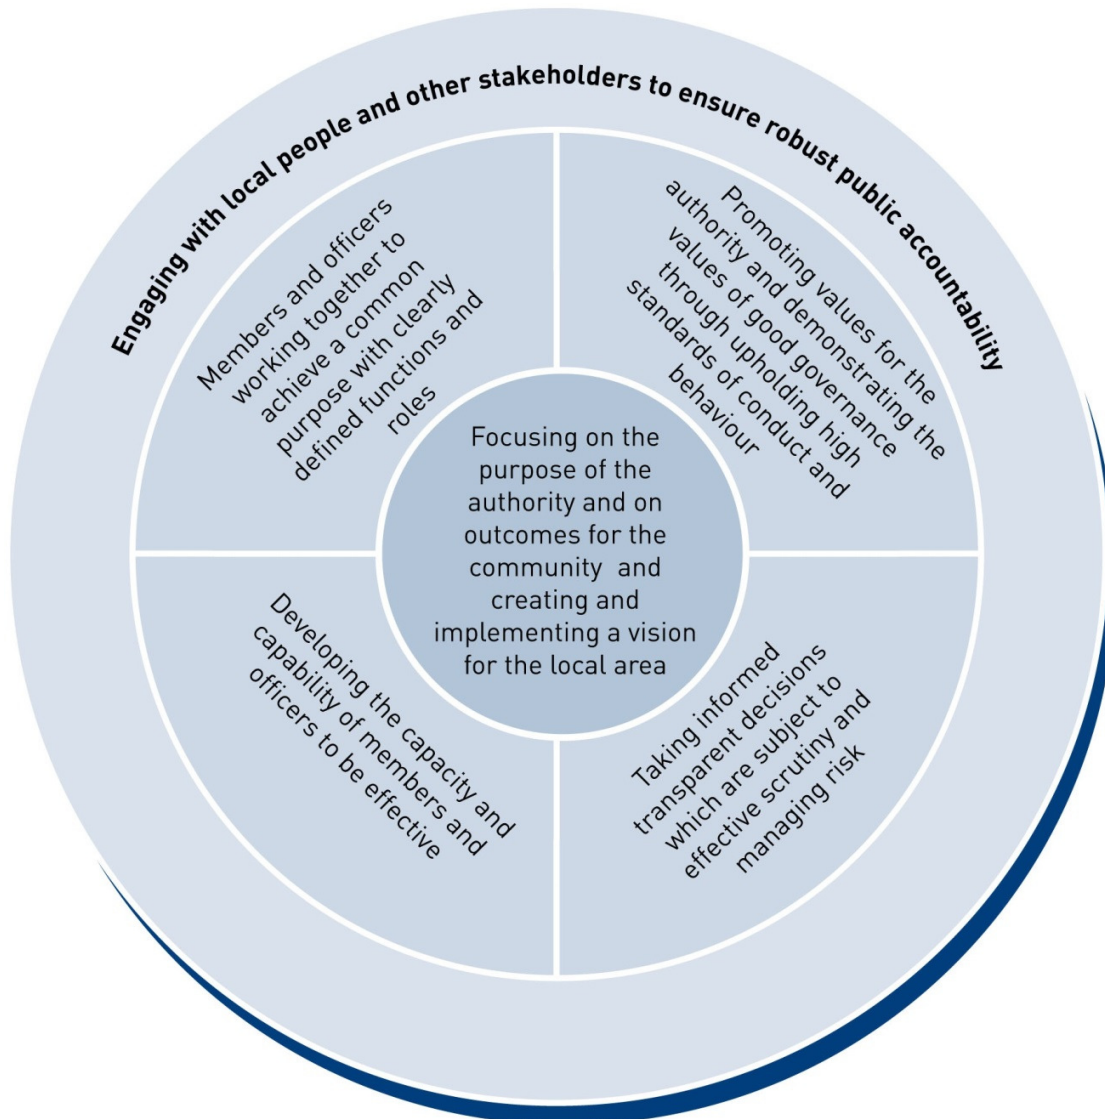 Engaging with local people and other stakeholders to ensure robust public accountability
Members and officers
working together to
achieve a common
purpose with clearly
defined functions and
roles
Promoting values for the
authority and demonstrating the
values of good governance
through upholding high
standards of conduct and
behaviour
Focusing on the
purpose of the
authority and on
outcomes for the
community and
creating and
implementing a vision
for the local area
Developing the capacity and
capability of members and
officers to be effective
Taking informed
transparent decisions
which are subject to
effective scrutiny and
managing risk